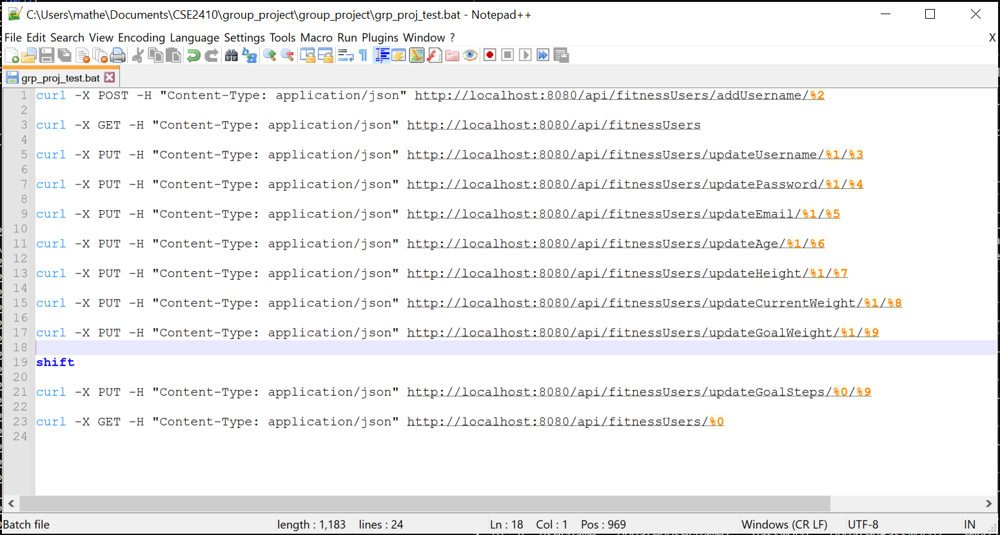 C:\Users\mathe\Documents\CSE2410\group_project\group_project\grp_proj_test.bat - Notepad++
File Edit Search View Encoding Language Settings Tools Macro Run Plugins Window ? X
grp_proj_test.bat
1 curl -X POST -H "Content-Type: application/json" http://localhost:8080/api/fitnessUsers/addUsername/%2
2
3 curl -X GET -H "Content-Type: application/json" http://localhost:8080/api/fitnessUsers
4
5 curl -X PUT -H "Content-Type: application/json" http://localhost:8080/api/fitnessUsers/updateUsername/%1/%3
6
7 curl -X PUT -H "Content-Type: application/json" http://localhost:8080/api/fitnessUsers/updatePassword/%1/%4
8
9 curl -X PUT -H "Content-Type: application/json" http://localhost:8080/api/fitnessUsers/updateEmail/%1/%5
10
11 curl -X PUT -H "Content-Type: application/json" http://localhost:8080/api/fitnessUsers/updateAge/%1/%6
12
13 curl -X PUT -H "Content-Type: application/json" http://localhost:8080/api/fitnessUsers/updateHeight/%1/%7
14
15 curl -X PUT -H "Content-Type: application/json" http://localhost:8080/api/fitnessUsers/updateCurrentWeight/%1/%8
16
17 curl -X PUT -H "Content-Type: application/json" http://localhost:8080/api/fitnessUsers/updateGoalWeight/%1/%9
18
19 shift
20
21 curl -X PUT -H "Content-Type: application/json" http://localhost:8080/api/fitnessUsers/updateGoalSteps/%0/%9
22
23 curl -X GET -H "Content-Type: application/json" http://localhost:8080/api/fitnessUsers/%0
24
Batch file length : 1,183 lines : 24 Ln : 18 Col : 1 Pos : 969 Windows (CR LF) UTF-8 IN